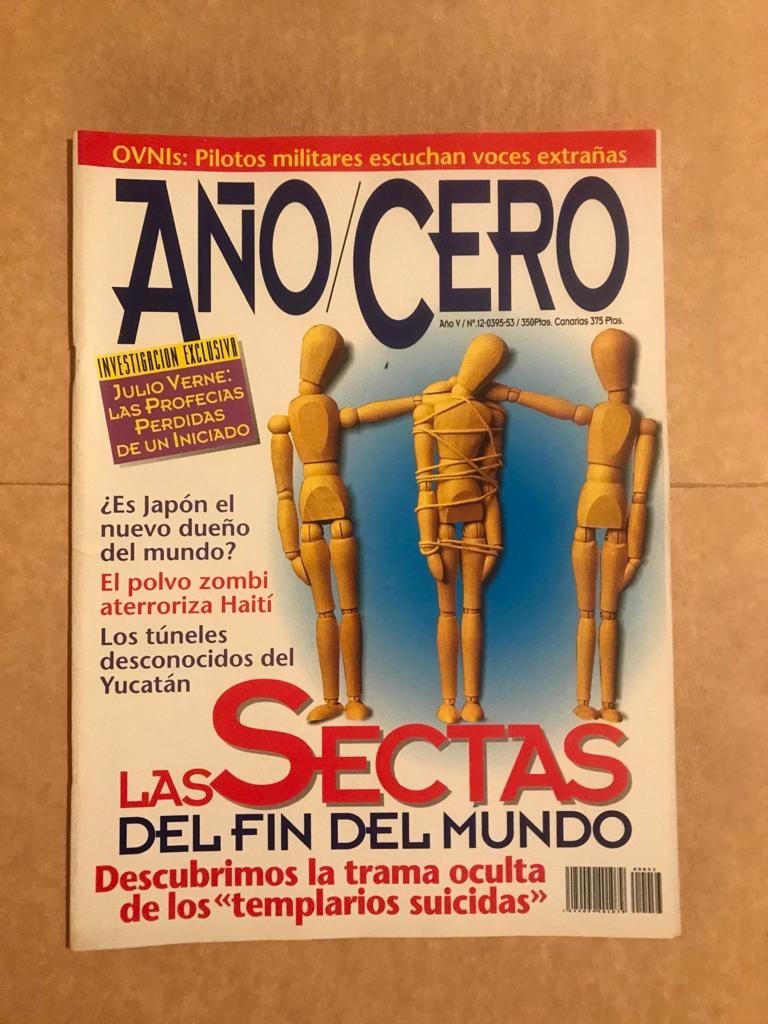 OVNIs: Pilotos militares escuchan voces extrañas
AÑO/CERO
Año V / Nº.12-0395-53 / 350Ptas. Canarias 375 Ptas.
INVESTIGACION EXCLUSIVA
JULIO VERNE:
LAS PROFECIAS
PERDIDAS
DE UN INICIADO
¿Es Japón el
nuevo dueño
del mundo?
El polvo zombi
aterroriza Haití
Los túneles
desconocidos del
Yucatán
LAS SECTAS
DEL FIN DEL MUNDO
Descubrimos la trama oculta
de los «templarios suicidas»